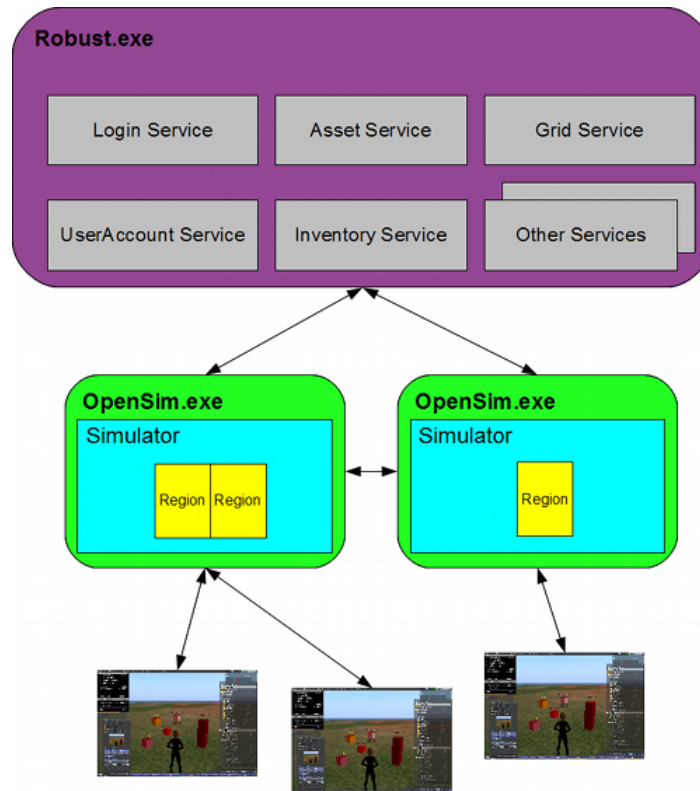 Robust.exe
Login Service
Asset Service
Grid Service
UserAccount Service
Inventory Service
Other Services
OpenSim.exe
Simulator
Region
Region
OpenSim.exe
Simulator
Region